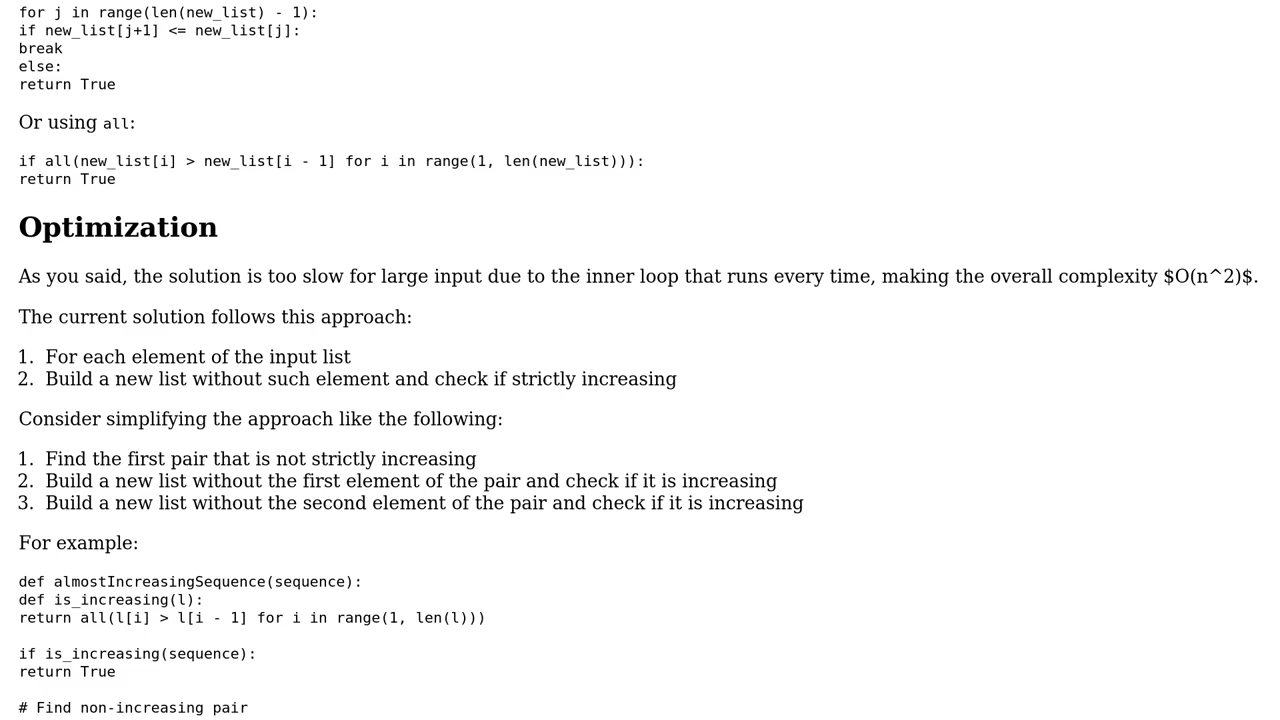 for j in range(len(new_list) - 1):
if new_list[j+1] <= new_list[j]:
break
else:
return True
Or using all:
if all(new_list[i] > new_list[i - 1] for i in range(1, len(new_list))):
return True
Optimization
As you said, the solution is too slow for large input due to the inner loop that runs every time, making the overall complexity $O(n^2)$.
The current solution follows this approach:
1. For each element of the input list
2. Build a new list without such element and check if strictly increasing
Consider simplifying the approach like the following:
1. Find the first pair that is not strictly increasing
2. Build a new list without the first element of the pair and check if it is increasing
3. Build a new list without the second element of the pair and check if it is increasing
For example:
def almostIncreasingSequence(sequence):
def is_increasing(l):
return all(l[i] > l[i - 1] for i in range(1, len(l)))
if is_increasing(sequence):
return True
# Find non-increasing pair